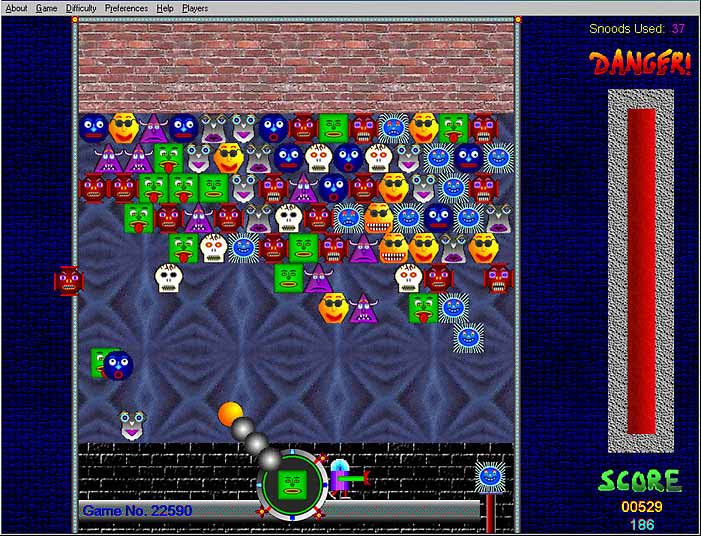 About Game Difficulty Preferences Help Players
Snoods Used: 37
DANGER!
SCORE
00529
186
Game No. 22590